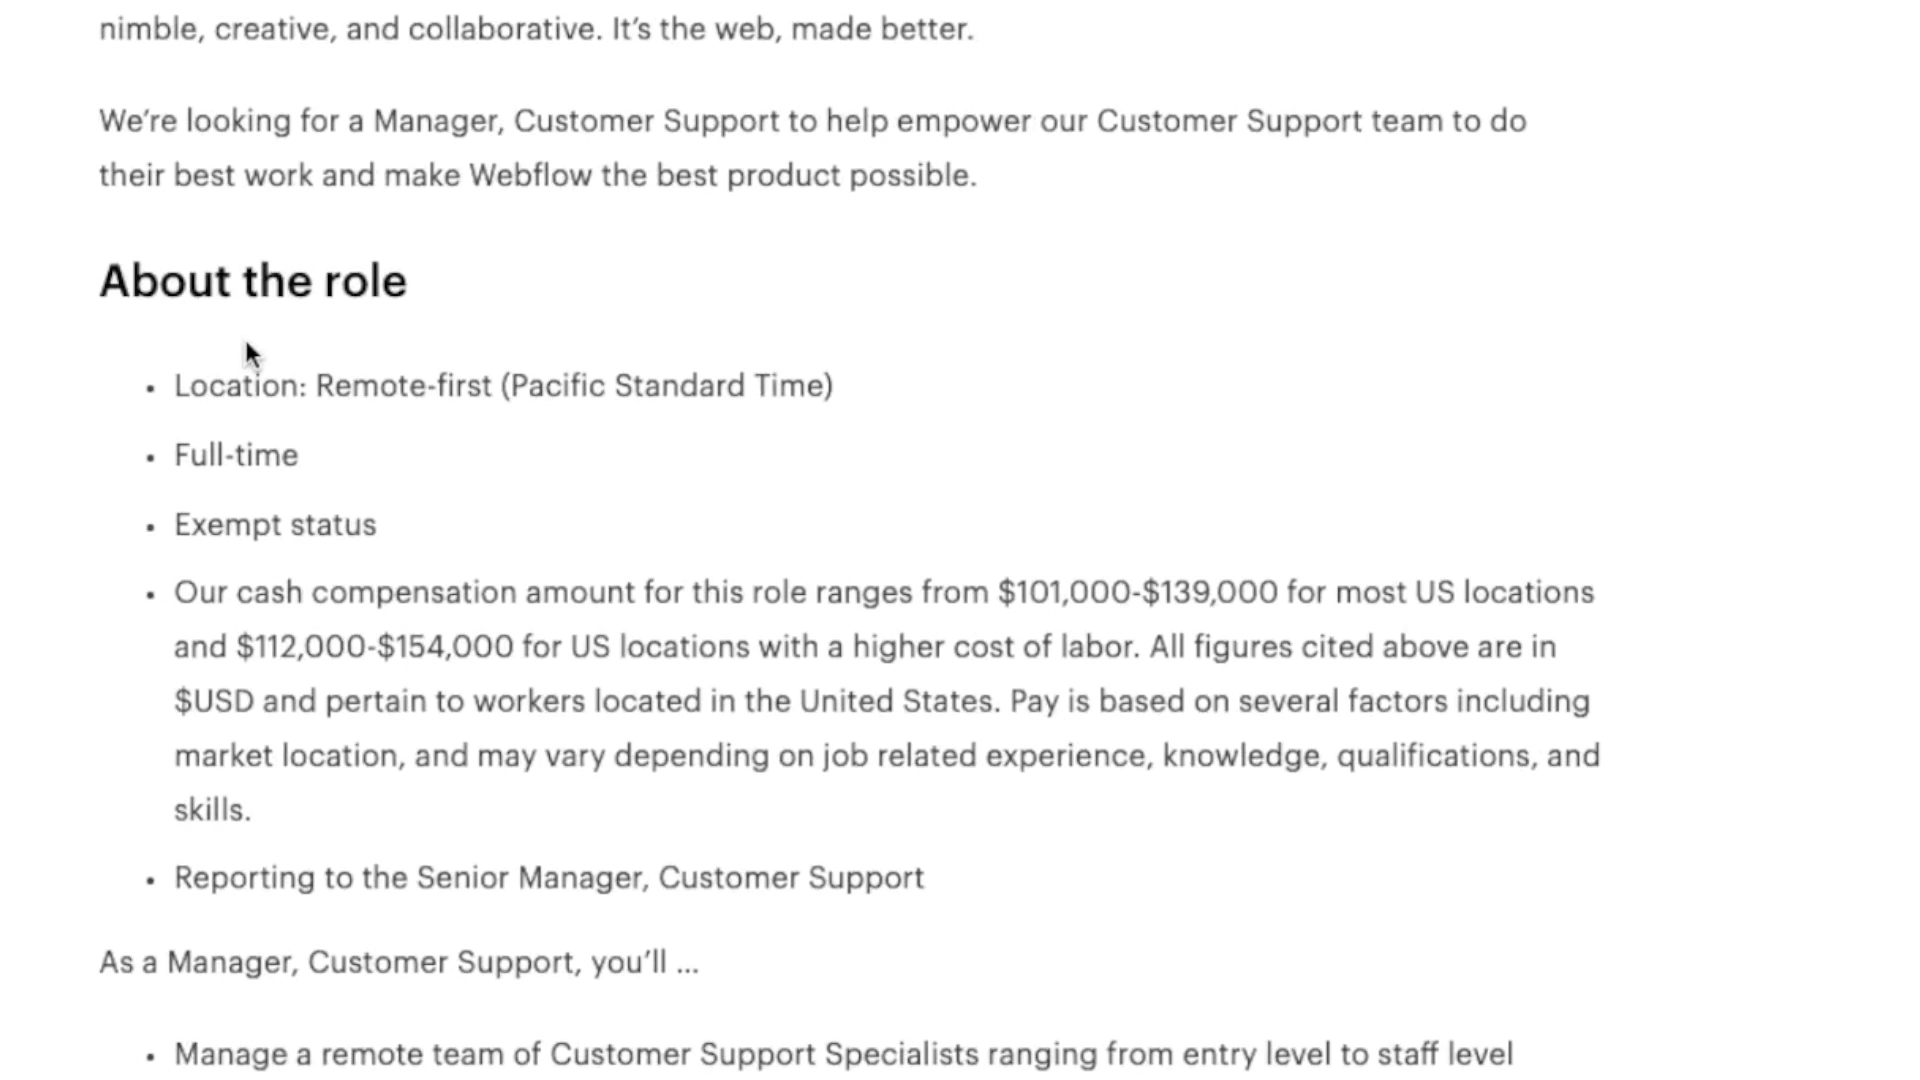 nimble, creative, and collaborative. It’s the web, made better.
We’re looking for a Manager, Customer Support to help empower our Customer Support team to do
their best work and make Webflow the best product possible.
About the role
• Location: Remote-first (Pacific Standard Time)
• Full-time
• Exempt status
• Our cash compensation amount for this role ranges from $101,000-$139,000 for most US locations
and $112,000-$154,000 for US locations with a higher cost of labor. All figures cited above are in
$USD and pertain to workers located in the United States. Pay is based on several factors including
market location, and may vary depending on job related experience, knowledge, qualifications, and
skills.
• Reporting to the Senior Manager, Customer Support
As a Manager, Customer Support, you’ll ...
• Manage a remote team of Customer Support Specialists ranging from entry level to staff level